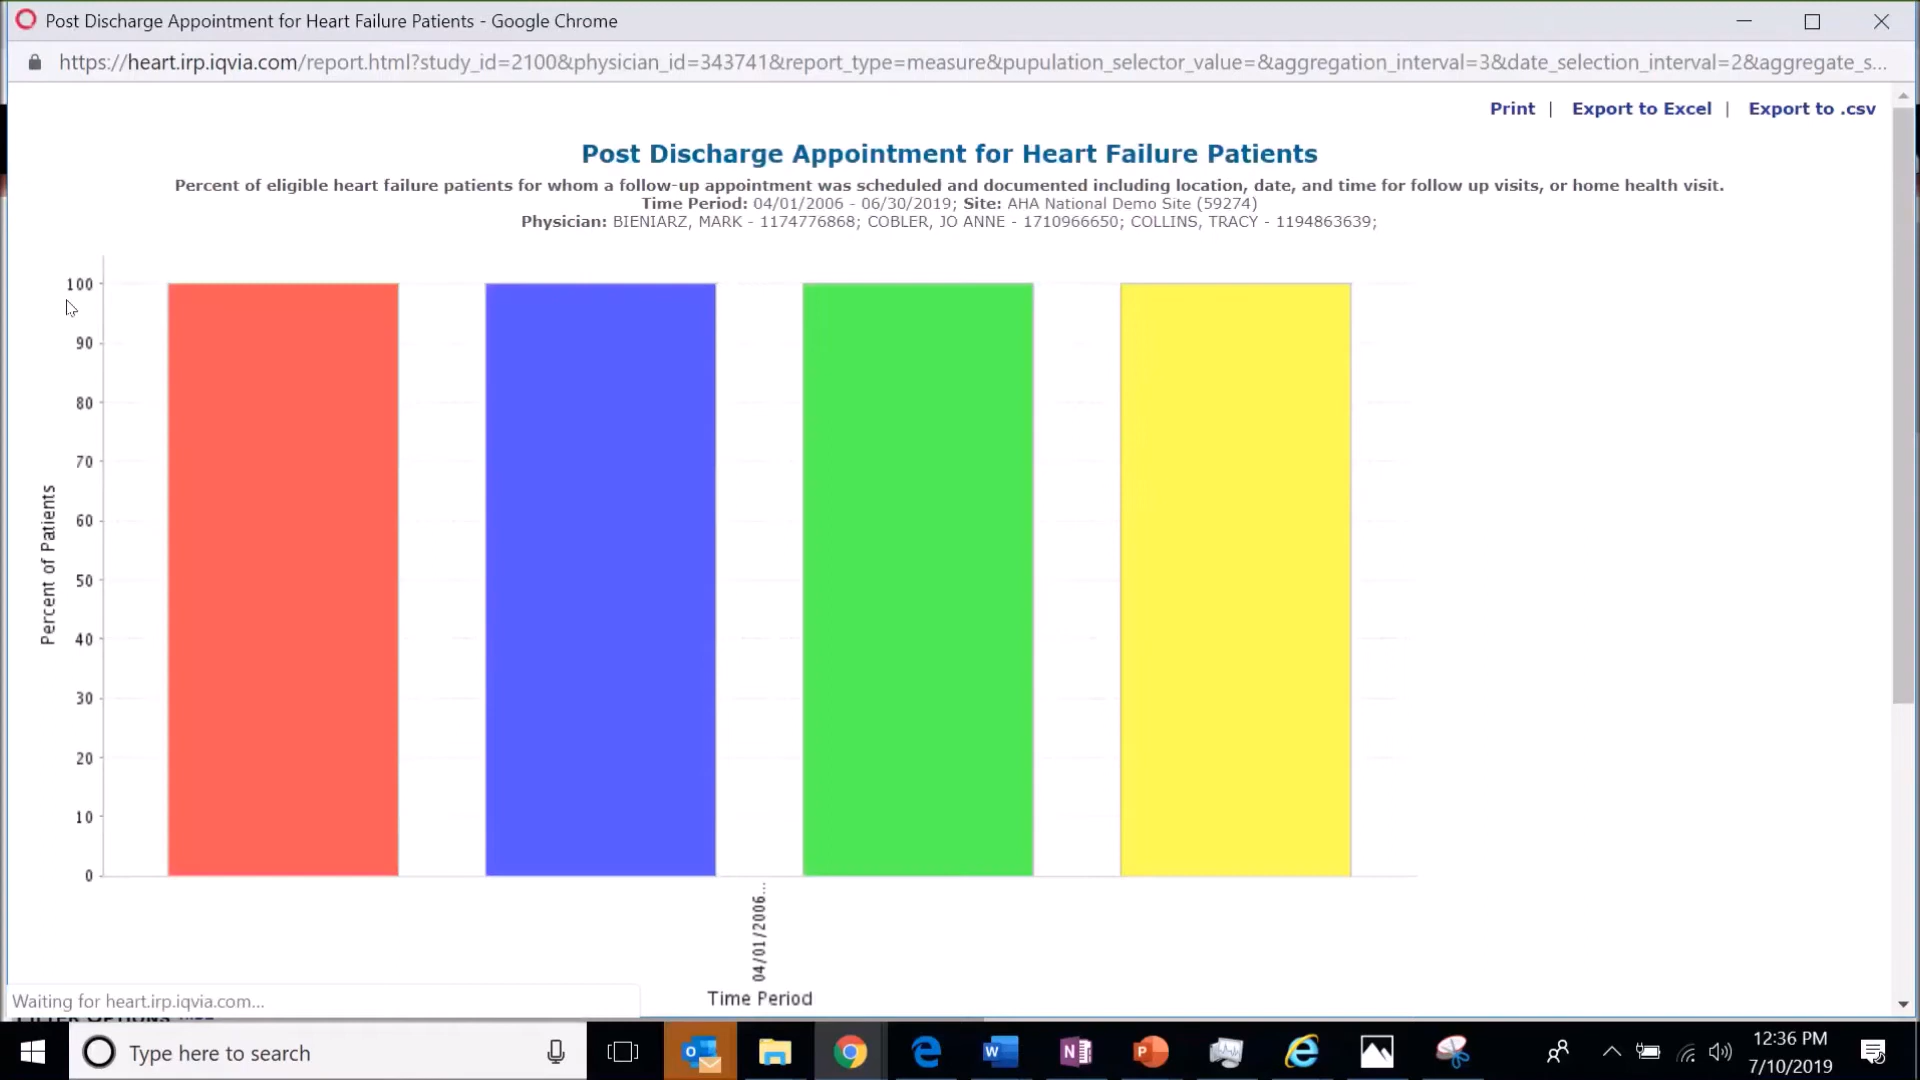 Post Discharge Appointment for Heart Failure Patients - Google Chrome
https://heart.irp.iqvia.com/report.html?study_id=2100&physician_id=343741&report_type=measure&pupulation_selector_value=&aggregation_interval=3&date_selection_interval=2&aggregate_s...
Print | Export to Excel | Export to .csv
Post Discharge Appointment for Heart Failure Patients
Percent of eligible heart failure patients for whom a follow-up appointment was scheduled and documented including location, date, and time for follow up visits, or home health visit.
Time Period: 04/01/2006 - 06/30/2019; Site: AHA National Demo Site (59274)
Physician: BIENIARZ, MARK - 1174776868; COBLER, JO ANNE - 1710966650; COLLINS, TRACY - 1194863639;
100
90
80
70
60
50
40
30
20
10
0
Percent of Patients
04/01/2006...
Time Period
Waiting for heart.irp.iqvia.com...
Type here to search
12:36 PM
7/10/2019